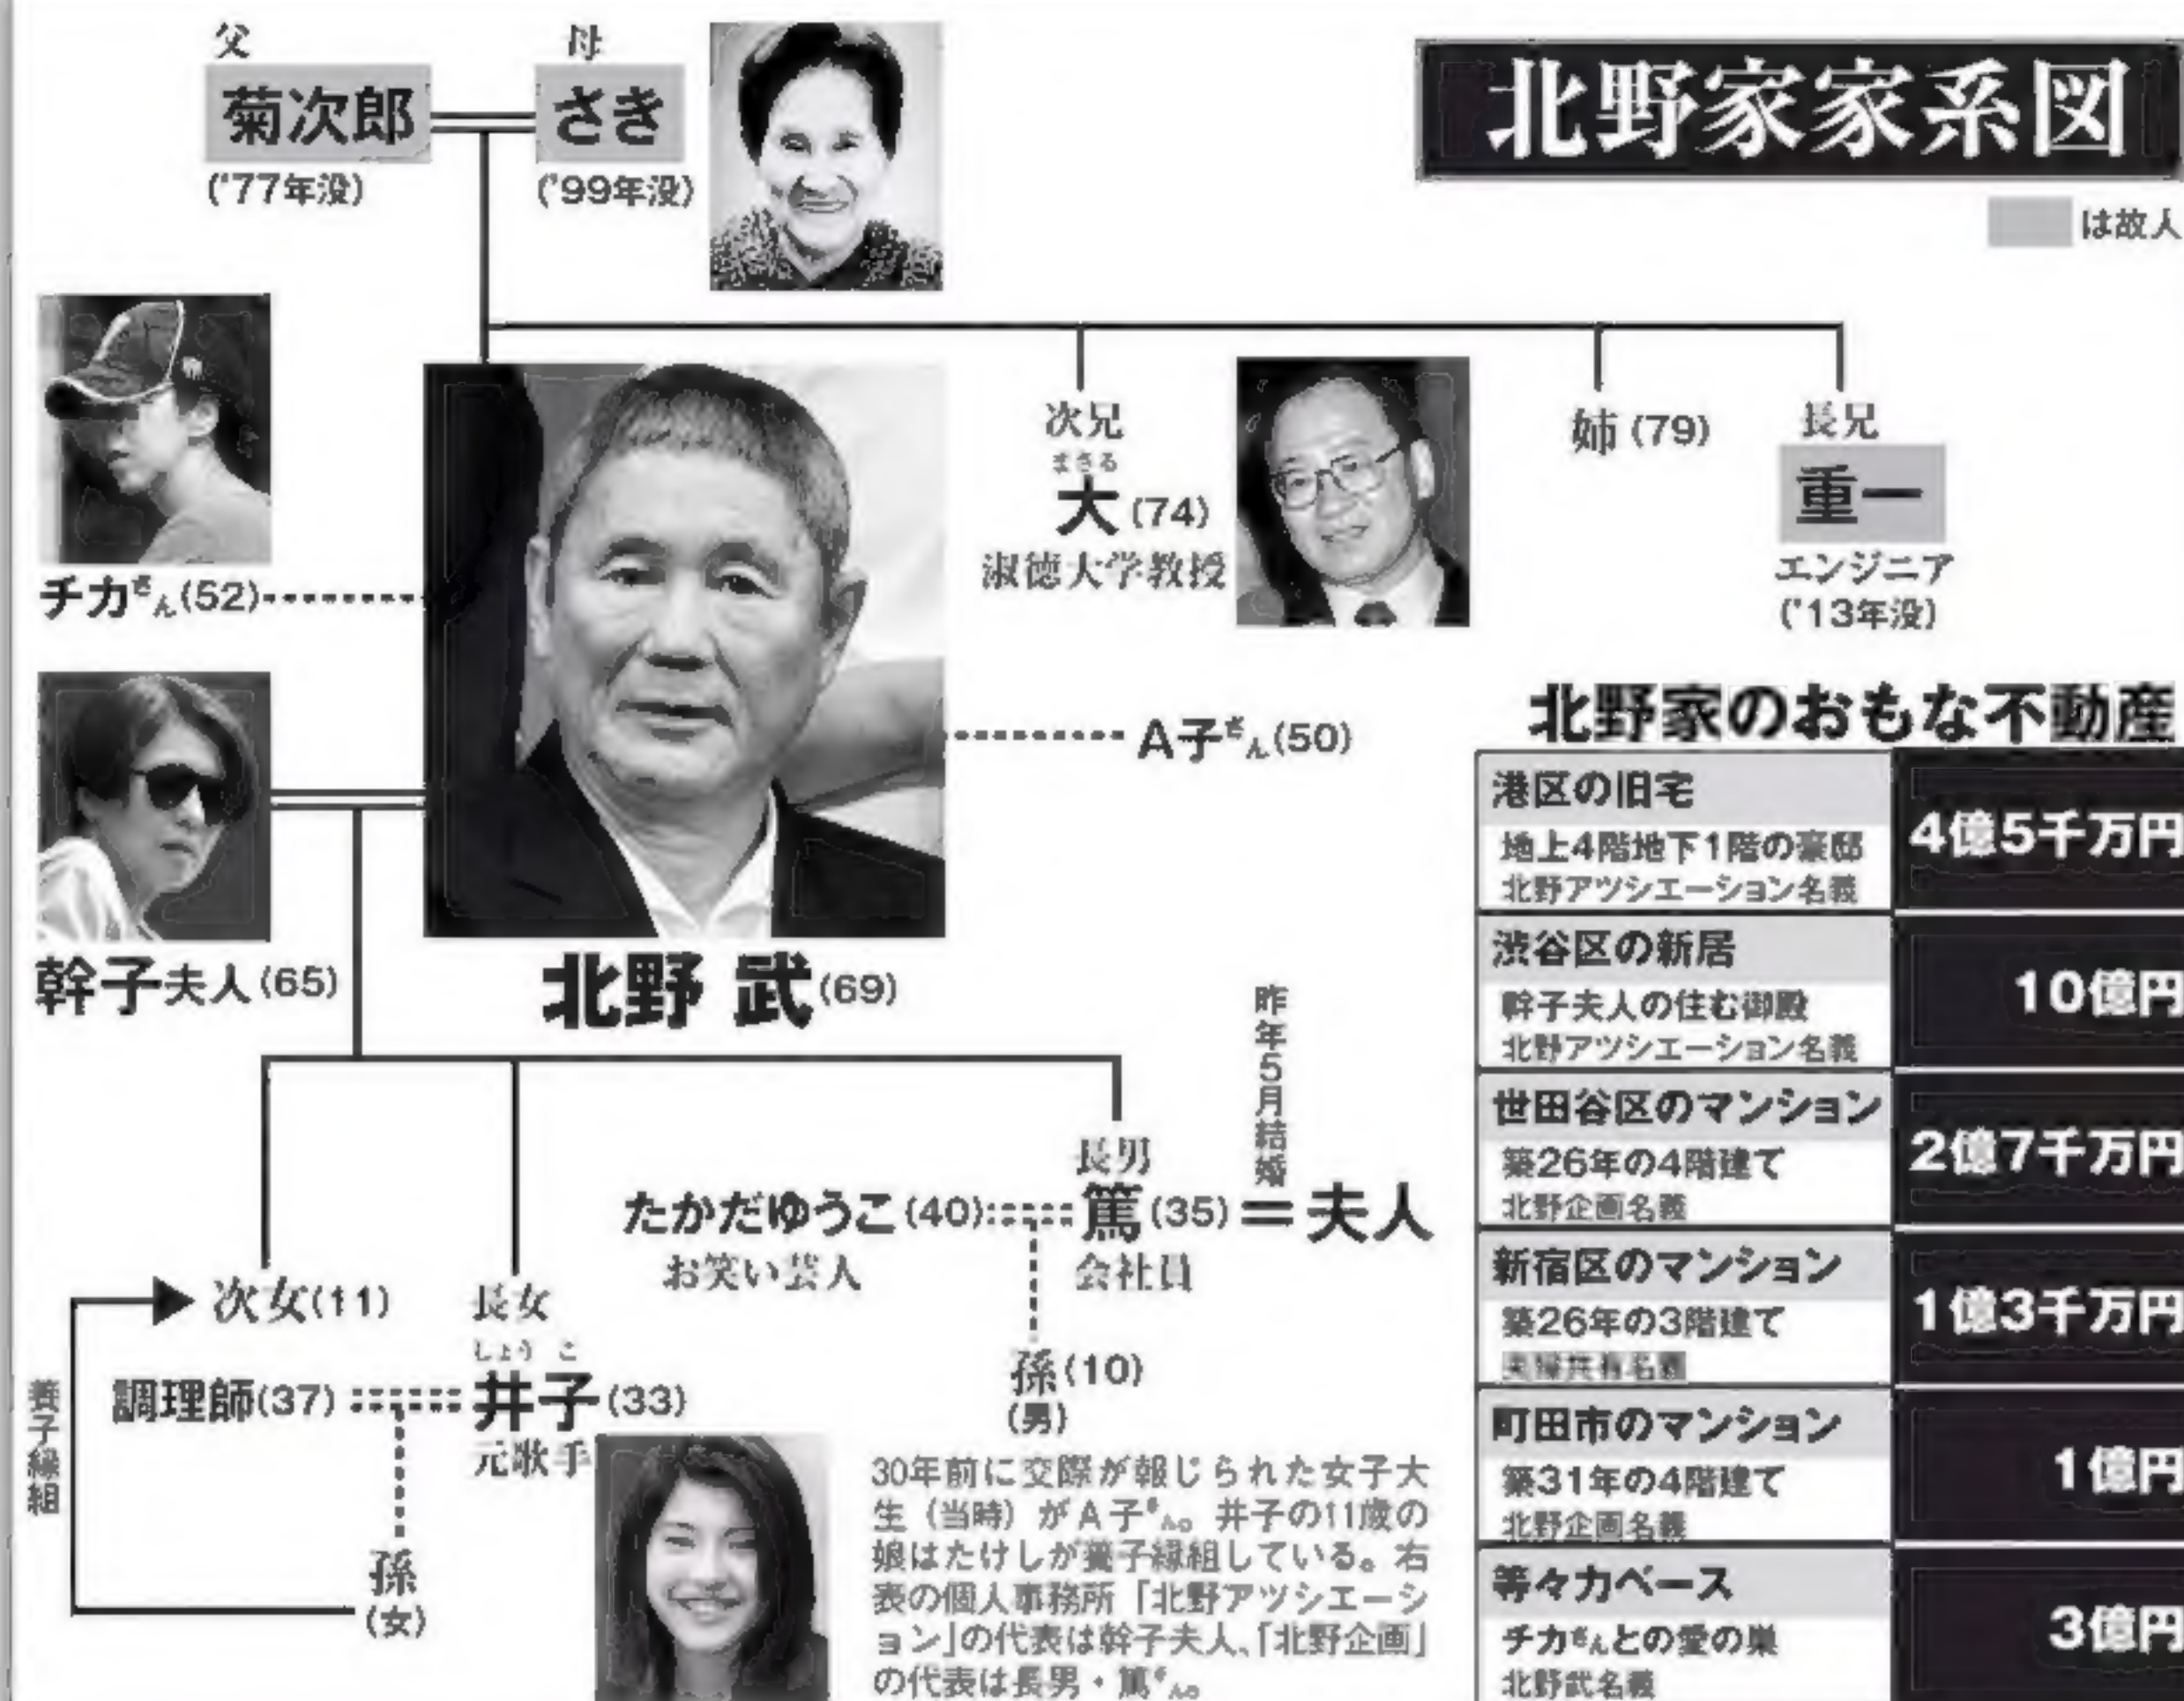 北野家家系図
は故人
父
菊次郎
('77年没)
母
さき
('99年没)
次兄
まさる
大(74)
淑徳大学教授
姉(79)
長兄
重一
エンジニア
('13年没)
チカさん(52)
A子さん(50)
幹子夫人(65)
北野 武(69)
昨年5月結婚
長男
たかだゆうこ(40)
お笑い芸人
篤(35)
会社員
夫人
孫(10)
(男)
次女(11)
長女
しょう こ
調理師(37)
井子(33)
元歌手
養子縁組
孫
(女)
30年前に交際が報じられた女子大
生(当時)がA子さん。井子の11歳の
娘はたけしが養子縁組している。右
表の個人事務所「北野アツシエーシ
ョン」の代表は幹子夫人、「北野企画」
の代表は長男・篤さん。
北野家のおもな不動産
港区の旧宅
地上4階地下1階の豪邸
北野アツシエーション名義
4億5千万円
渋谷区の新居
幹子夫人の住む御殿
北野アツシエーション名義
10億円
世田谷区のマンション
築26年の4階建て
北野企画名義
2億7千万円
新宿区のマンション
築26年の3階建て
夫婦共有名義
1億3千万円
町田市のマンション
築31年の4階建て
北野企画名義
1億円
等々力ベース
チカさんとの愛の巣
北野武名義
3億円